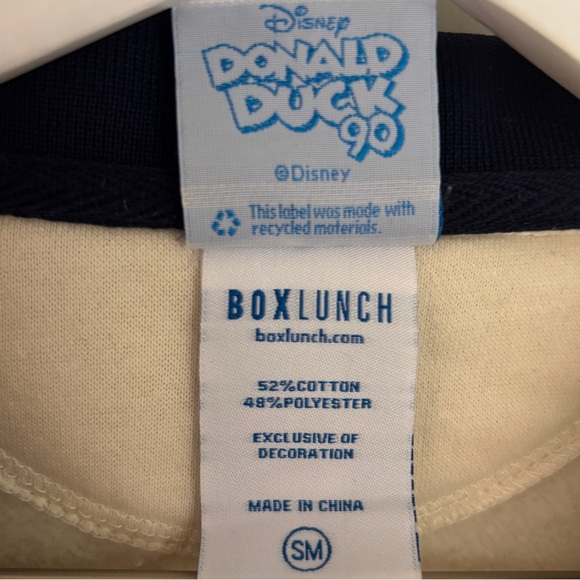 Disney
DONALD
DUCK
90
©Disney
This label was made with
recycled materials.
BOXLUNCH
boxlunch.com
52%COTTON
48%POLYESTER
EXCLUSIVE OF
DECORATION
MADE IN CHINA
SM